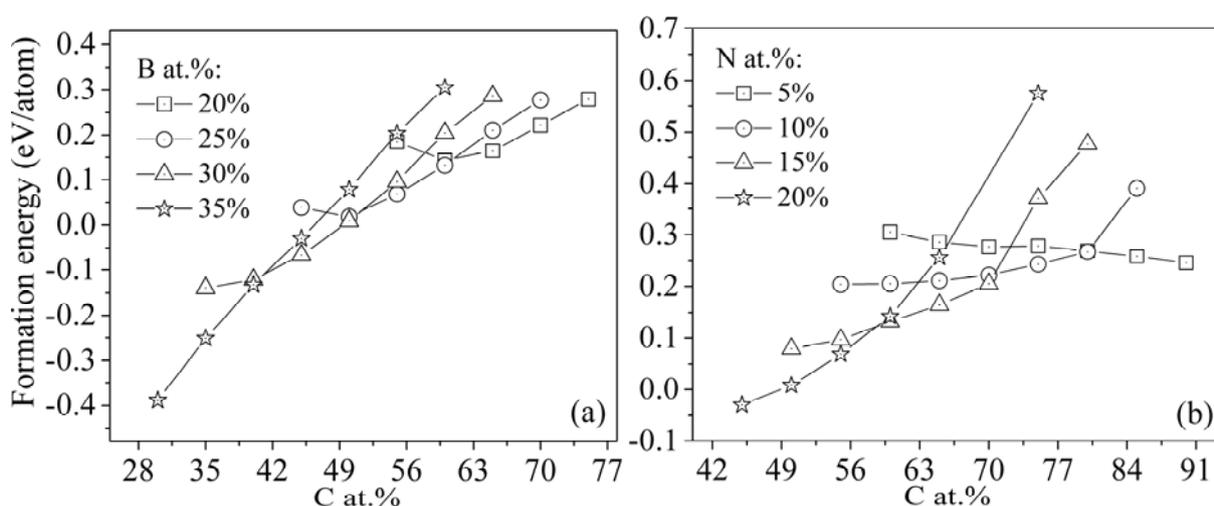 Formation energy (eV/atom)
0.4
0.3
0.2
0.1
0.0
-0.1
-0.2
-0.3
-0.4
B at.%:
20%
25%
30%
35%
(a)
28 35 42 49 56 63 70 77
C at.%
0.7
0.6
0.5
0.4
0.3
0.2
0.1
0.0
-0.1
N at.%:
5%
10%
15%
20%
(b)
42 49 56 63 70 77 84 91
C at.%